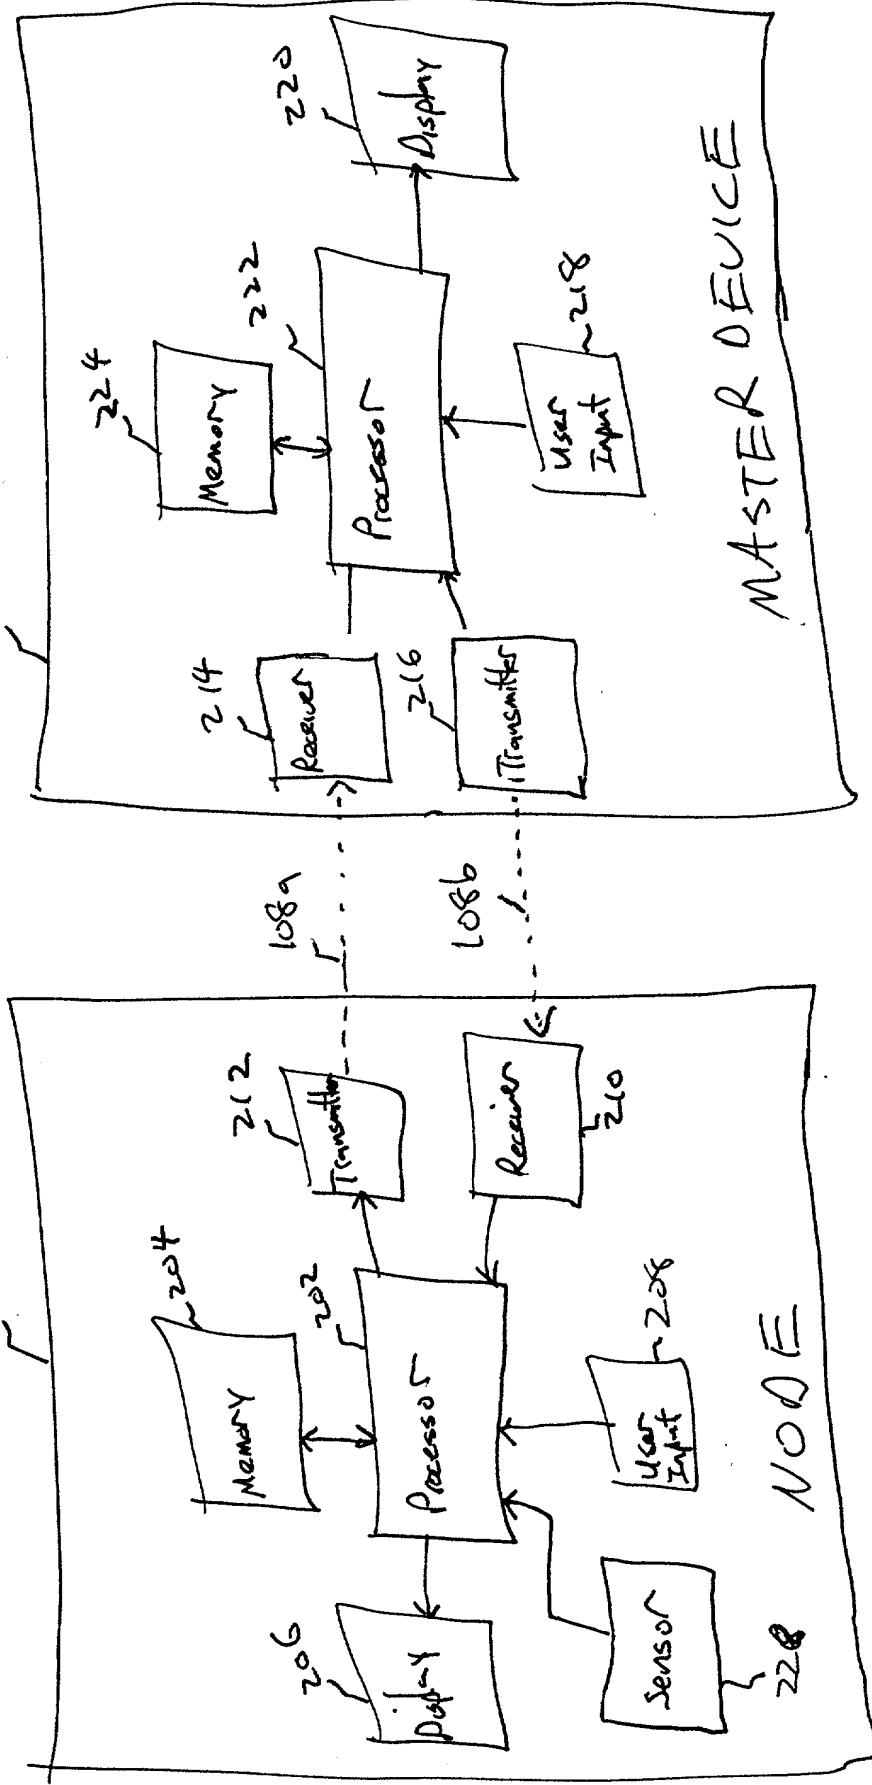 204
Memory
206
Display
202
Processor
212
Transmitter
Receiver
210
User
Input
208
Sensor
228
NODE
108a
108b
224
Memory
214
Receiver
222
Processor
220
Display
216
Transmitter
User
Input
218
MASTER DEVICE